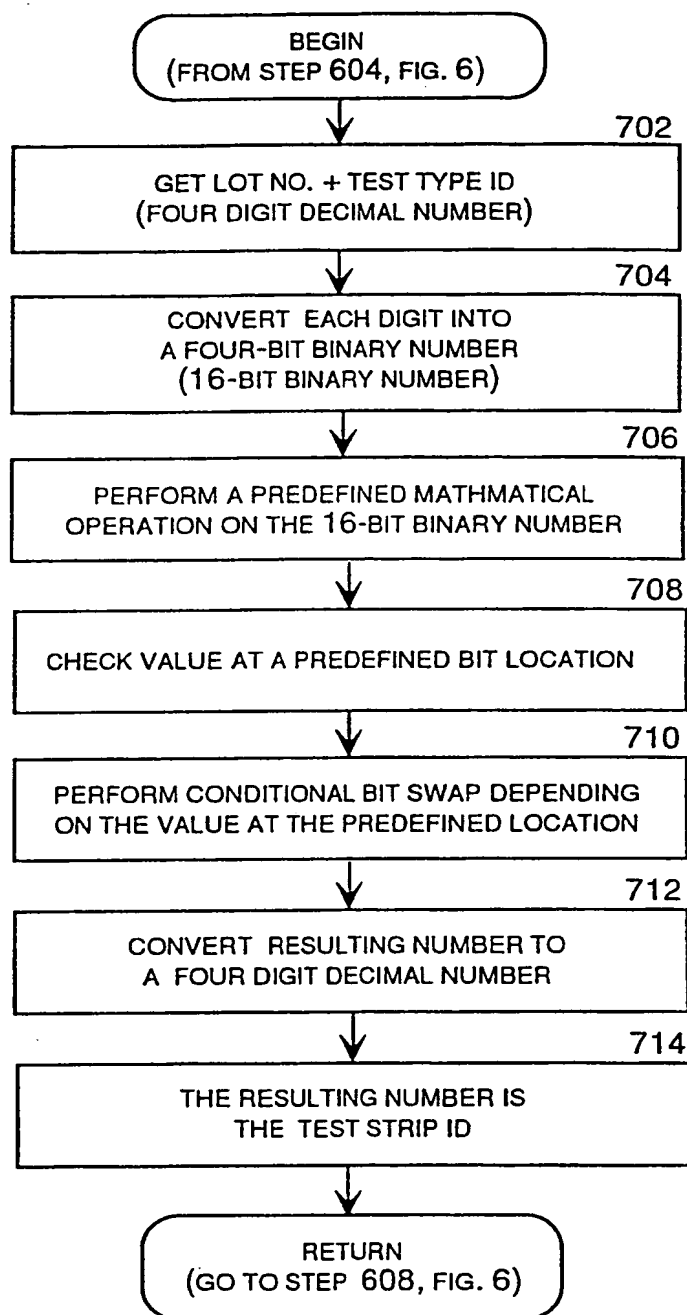 BEGIN
(FROM STEP 604, FIG. 6)
702
GET LOT NO. + TEST TYPE ID
(FOUR DIGIT DECIMAL NUMBER)
704
CONVERT EACH DIGIT INTO
A FOUR-BIT BINARY NUMBER
(16-BIT BINARY NUMBER)
706
PERFORM A PREDEFINED MATHMATICAL
OPERATION ON THE 16-BIT BINARY NUMBER
708
CHECK VALUE AT A PREDEFINED BIT LOCATION
710
PERFORM CONDITIONAL BIT SWAP DEPENDING
ON THE VALUE AT THE PREDEFINED LOCATION
712
CONVERT RESULTING NUMBER TO
A FOUR DIGIT DECIMAL NUMBER
714
THE RESULTING NUMBER IS
THE TEST STRIP ID
RETURN
(GO TO STEP 608, FIG. 6)